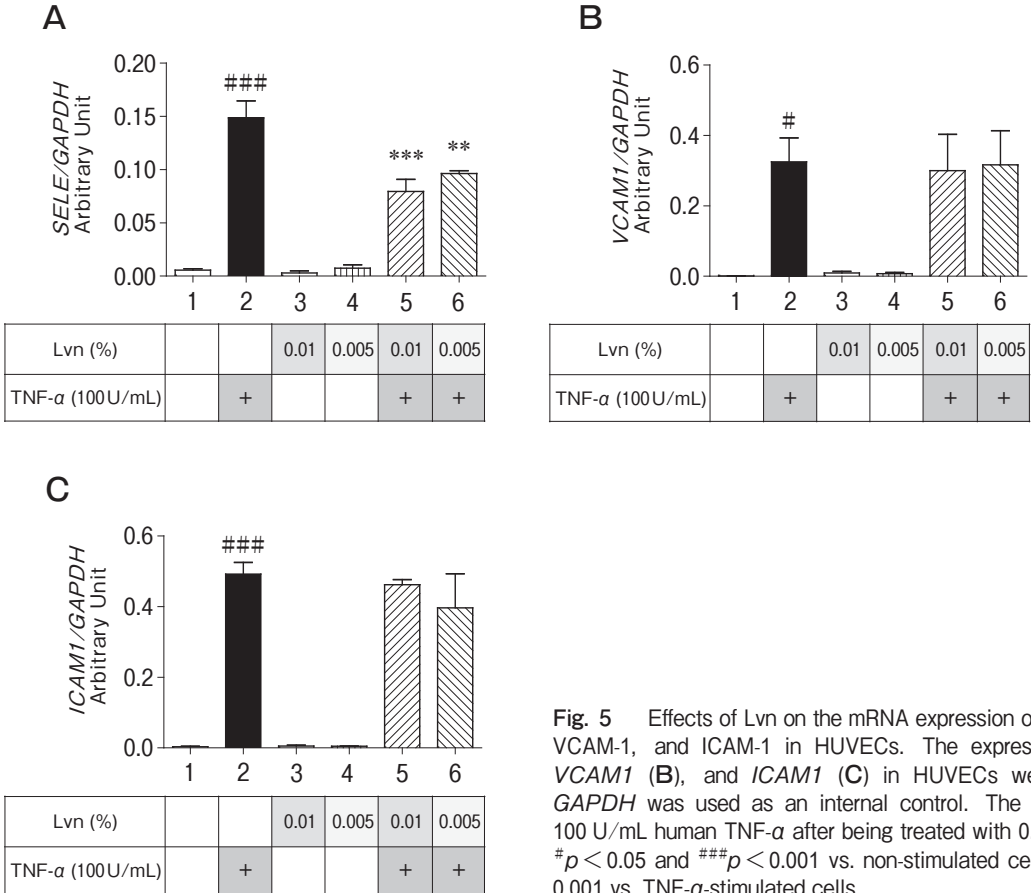 A
SELE/GAPDH
Arbitrary Unit
0.20
0.15
0.10
0.05
0.00
###
***
**
1 2 3 4 5 6
Lvn (%) 0.01 0.005 0.01 0.005
TNF-α (100U/mL) + + +
B
VCAM1/GAPDH
Arbitrary Unit
0.6
0.4
0.2
0.0
#
1 2 3 4 5 6
Lvn (%) 0.01 0.005 0.01 0.005
TNF-α (100U/mL) + + +
C
ICAM1/GAPDH
Arbitrary Unit
0.6
0.4
0.2
0.0
###
1 2 3 4 5 6
Lvn (%) 0.01 0.005 0.01 0.005
TNF-α (100U/mL) + + +
Fig. 5 Effects of Lvn on the mRNA expression o
VCAM-1, and ICAM-1 in HUVECs. The expres
VCAM1 (B), and ICAM1 (C) in HUVECs we
GAPDH was used as an internal control. The
100 U/mL human TNF-α after being treated with 0.
#p < 0.05 and ###p < 0.001 vs. non-stimulated ce
0.001 vs. TNF-α-stimulated cells